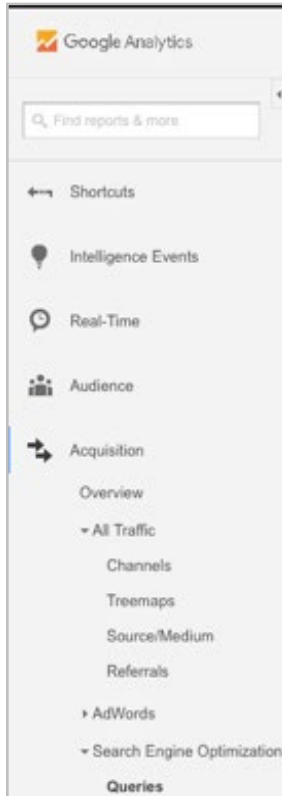 Google Analytics
Find reports & more
Shortcuts
Intelligence Events
Real-Time
Audience
Acquisition
Overview
All Traffic
Channels
Treemaps
Source/Medium
Referrals
AdWords
Search Engine Optimization
Queries